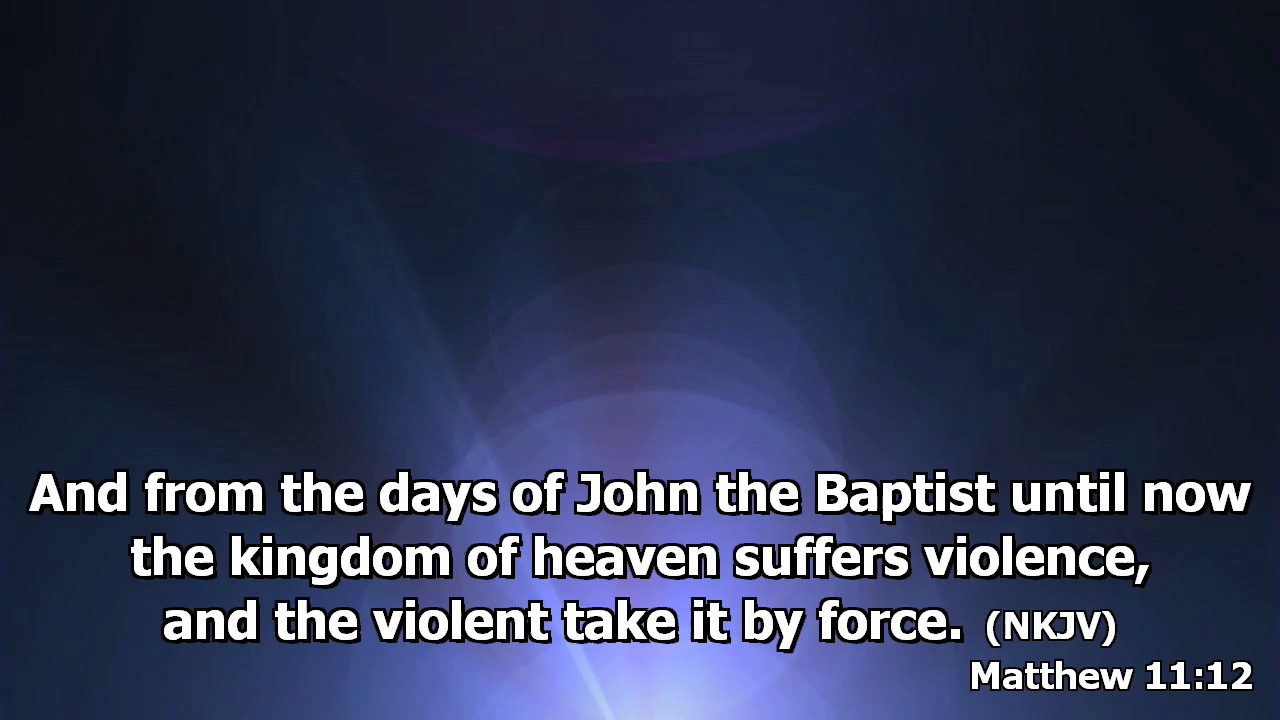 And from the days of John the Baptist until now
the kingdom of heaven suffers violence,
and the violent take it by force. (NKJV)
Matthew 11:12